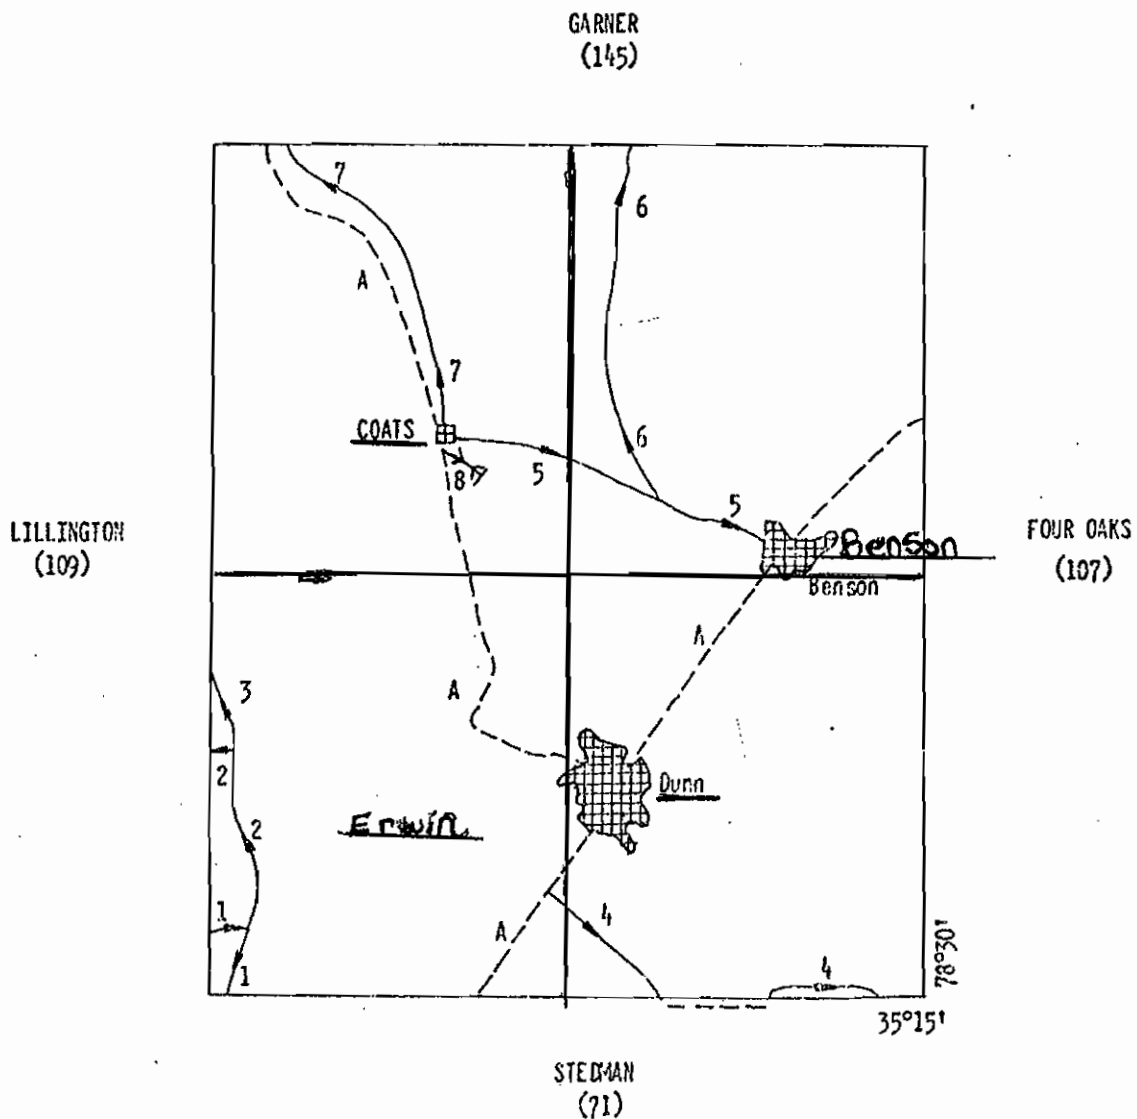 GARNER
(145)
7
6
A
7
COATS
6
8
5
5
LILLINGTON
(109)
Benson
FOUR OAKS
(107)
Benson
A
3
A
2
Dunn
Erwin
2
1
4
A
1
4
78°30'
35°15'
STEDMAN
(71)